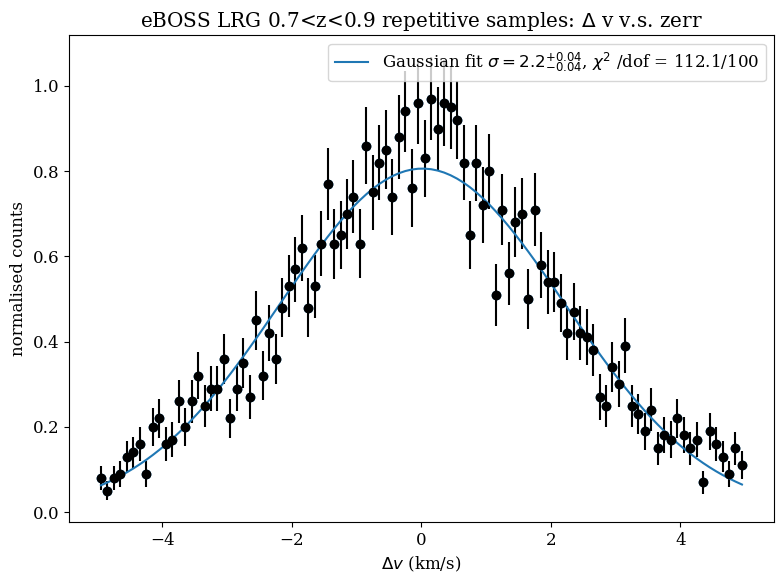 eBOSS LRG 0.7<z<0.9 repetitive samples: Δ v v.s. zerr
Gaussian fit σ = 2.2^{+0.04}_{-0.04}, χ² /dof = 112.1/100
normalised counts
1.0
0.8
0.6
0.4
0.2
0.0
−4 −2 0 2 4
Δv (km/s)